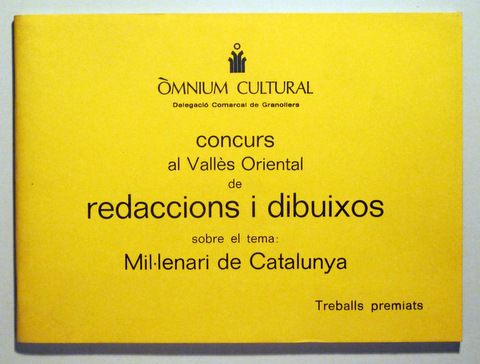 ÒMNIUM CULTURAL
Delegació Comarcal de Granollers
concurs
al Vallès Oriental
de
redaccions i dibuixos
sobre el tema:
Mil·lenari de Catalunya
Treballs premiats